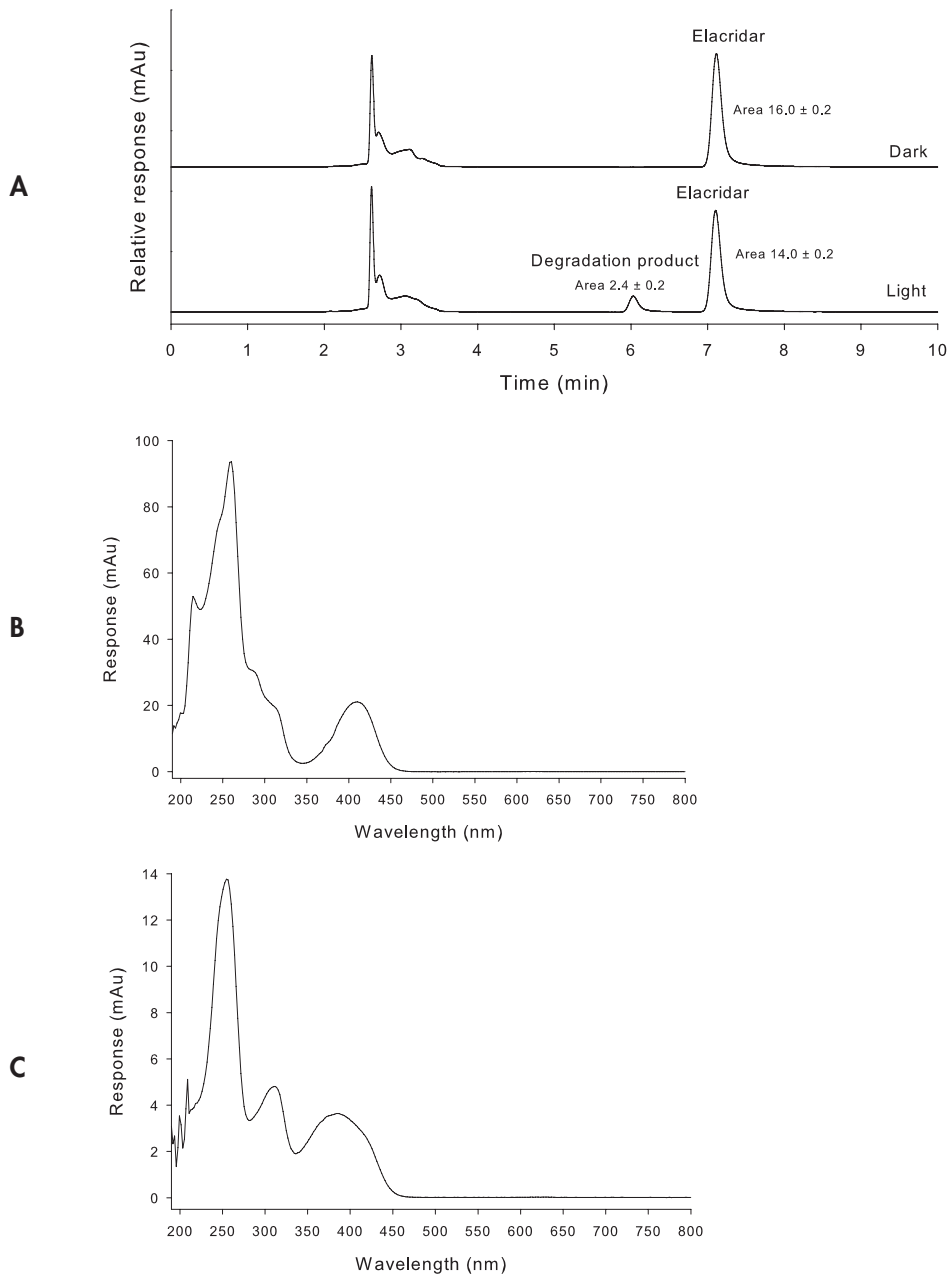 A
Relative response (mAu)
Elacridar
Area 16.0 ± 0.2
Dark
Elacridar
Degradation product
Area 14.0 ± 0.2
Area 2.4 ± 0.2
Light
0 1 2 3 4 5 6 7 8 9 10
Time (min)
B
Response (mAu)
100
80
60
40
20
0
200 250 300 350 400 450 500 550 600 650 700 750 800
Wavelength (nm)
C
Response (mAu)
14
12
10
8
6
4
2
0
200 250 300 350 400 450 500 550 600 650 700 750 800
Wavelength (nm)